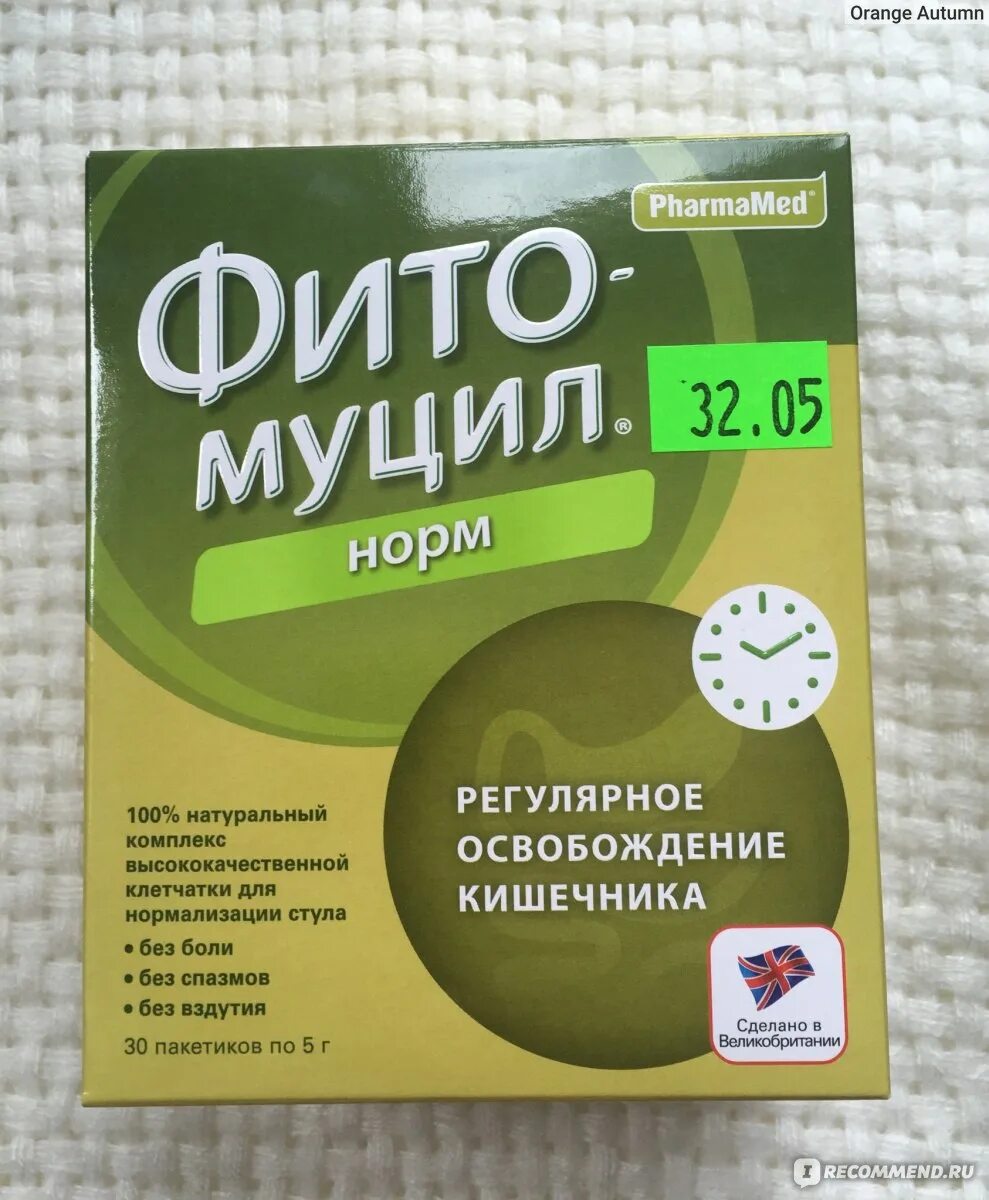 Orange Autumn
PharmaMed®
Фито-
муцил®
32.05
норм
РЕГУЛЯРНОЕ
ОСВОБОЖДЕНИЕ
КИШЕЧНИКА
100% натуральный
комплекс
высококачественной
клетчатки для
нормализации стула
• без боли
• без спазмов
• без вздутия
30 пакетиков по 5 г
Сделано в
Великобритании
IRECOMMEND.RU